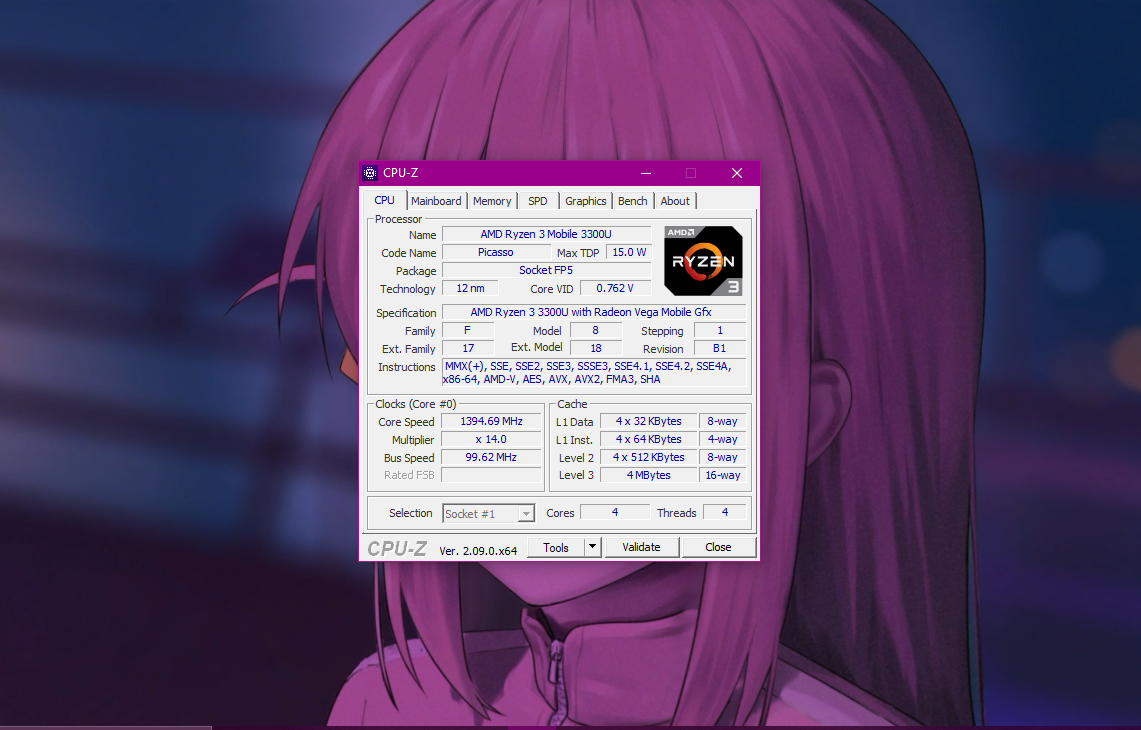 CPU-Z
CPU Mainboard Memory SPD Graphics Bench About
Processor
Name AMD Ryzen 3 Mobile 3300U
Code Name Picasso Max TDP 15.0 W
Package Socket FP5
Technology 12 nm Core VID 0.762 V
AMD
RYZEN
3
Specification AMD Ryzen 3 3300U with Radeon Vega Mobile Gfx
Family F Model 8 Stepping 1
Ext. Family 17 Ext. Model 18 Revision B1
Instructions MMX(+), SSE, SSE2, SSE3, SSSE3, SSE4.1, SSE4.2, SSE4A,
x86-64, AMD-V, AES, AVX, AVX2, FMA3, SHA
Clocks (Core #0)
Core Speed 1394.69 MHz
Multiplier x 14.0
Bus Speed 99.62 MHz
Rated FSB
Cache
L1 Data 4 x 32 KBytes 8-way
L1 Inst. 4 x 64 KBytes 4-way
Level 2 4 x 512 KBytes 8-way
Level 3 4 MBytes 16-way
Selection Socket #1 Cores 4 Threads 4
CPU-Z Ver. 2.09.0.x64 Tools Validate Close